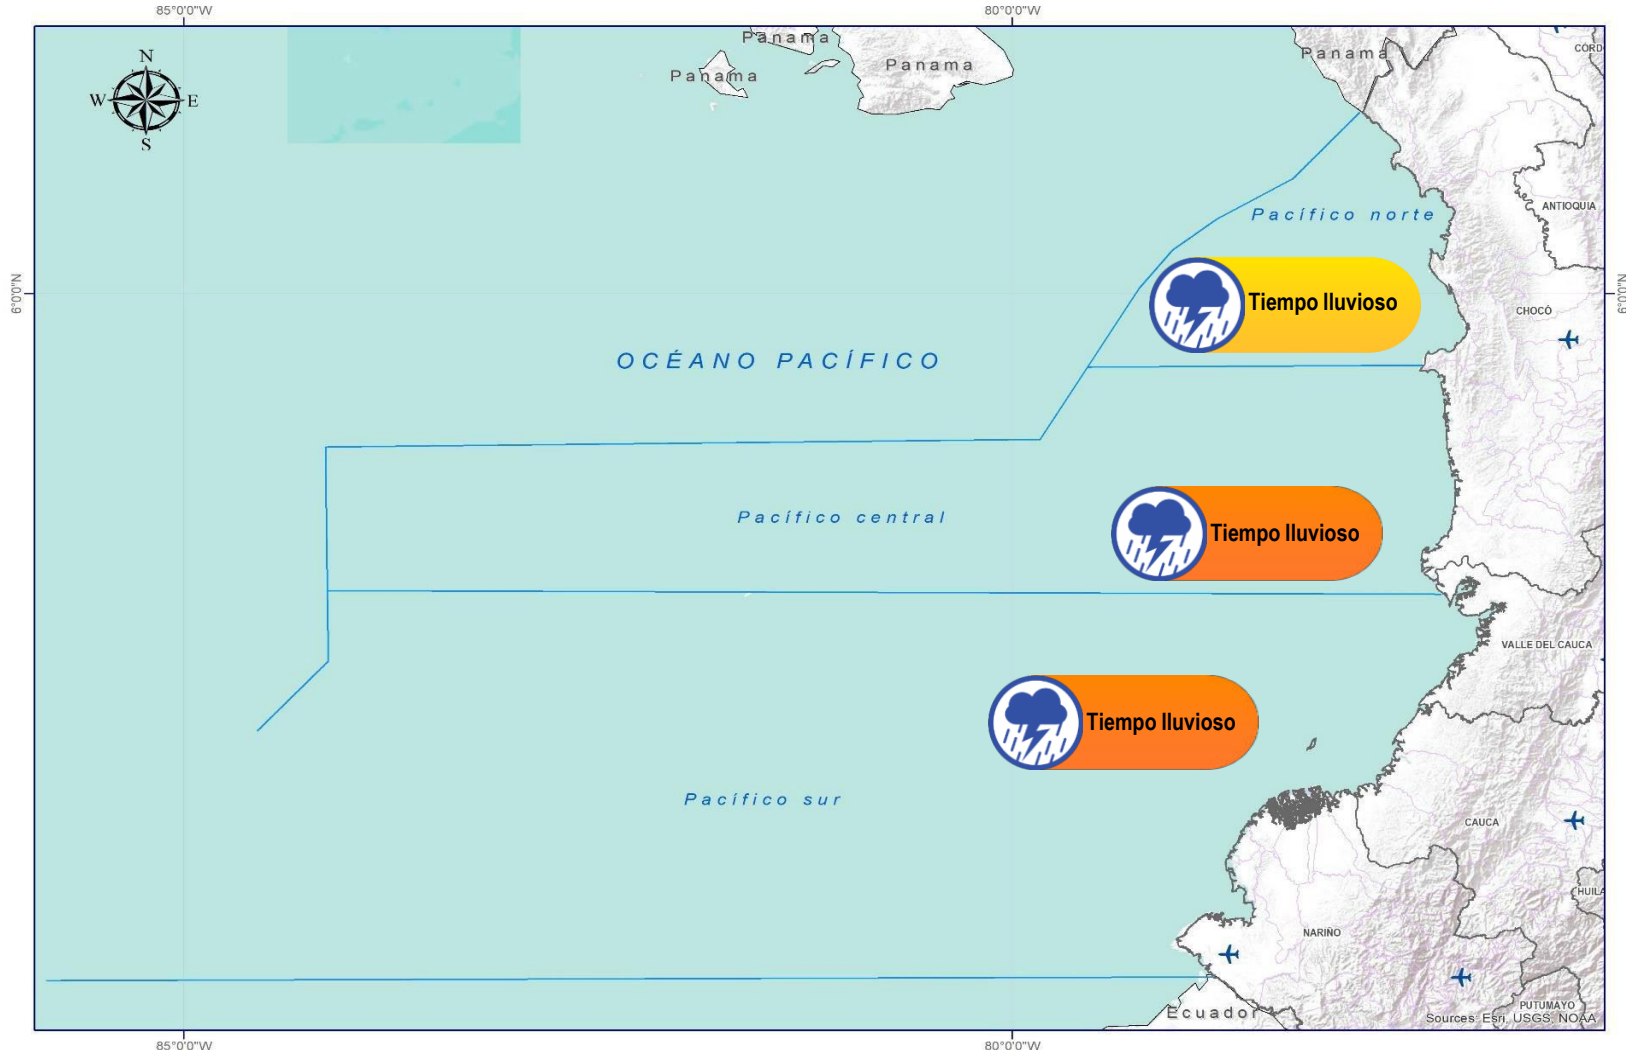 85°0'0"W
80°0'0"W
N
W
E
S
Panama
Panama
Panama
Panama
CÓRD
ANTIOQUIA
Pacífico norte
6°0'0"N
6°0'0"N
Tiempo lluvioso
CHOCÓ
OCÉANO PACÍFICO
Pacífico central
Tiempo lluvioso
VALLE DEL CAUCA
Tiempo lluvioso
Pacífico sur
CAUCA
HUILA
NARIÑO
PUTUMAYO
Ecuador
Sources: Esri, USGS, NOAA
85°0'0"W
80°0'0"W